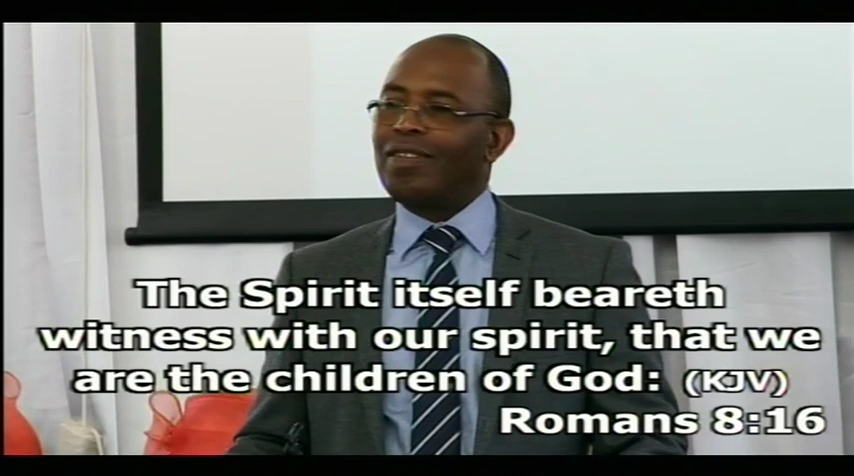 The Spirit itself beareth
witness with our spirit, that we
are the children of God: (KJV)
Romans 8:16